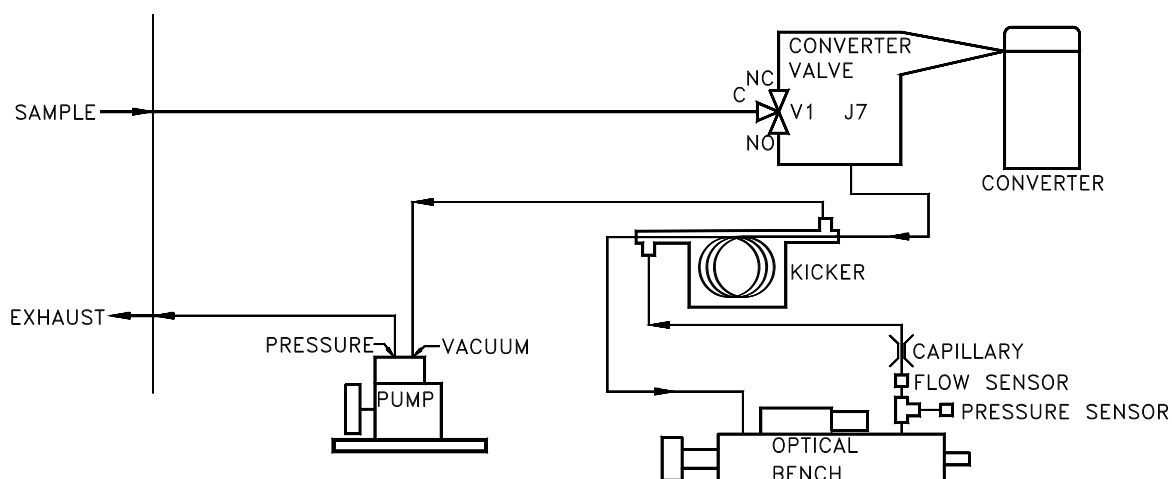 CONVERTER
VALVE
NC
C
SAMPLE
V1 J7
NO
CONVERTER
KICKER
EXHAUST
PRESSURE
VACUUM
CAPILLARY
FLOW SENSOR
PUMP
PRESSURE SENSOR
OPTICAL
BENCH